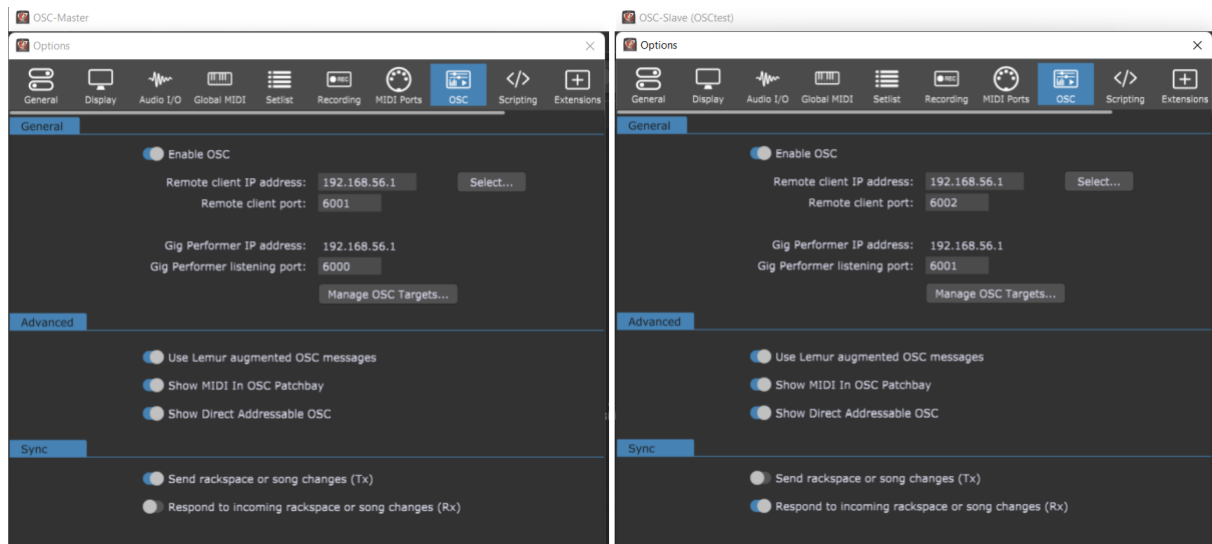 OSC-Master
Options
General Display Audio I/O Global MIDI Setlist Recording MIDI Ports OSC Scripting Extensions
General
Enable OSC
Remote client IP address: 192.168.56.1 Select...
Remote client port: 6001
Gig Performer IP address: 192.168.56.1
Gig Performer listening port: 6000
Manage OSC Targets...
Advanced
Use Lemur augmented OSC messages
Show MIDI In OSC Patchbay
Show Direct Addressable OSC
Sync
Send rackspace or song changes (Tx)
Respond to incoming rackspace or song changes (Rx)
OSC-Slave (OSCtest)
Options
General Display Audio I/O Global MIDI Setlist Recording MIDI Ports OSC Scripting Extensions
General
Enable OSC
Remote client IP address: 192.168.56.1 Select...
Remote client port: 6002
Gig Performer IP address: 192.168.56.1
Gig Performer listening port: 6001
Manage OSC Targets...
Advanced
Use Lemur augmented OSC messages
Show MIDI In OSC Patchbay
Show Direct Addressable OSC
Sync
Send rackspace or song changes (Tx)
Respond to incoming rackspace or song changes (Rx)